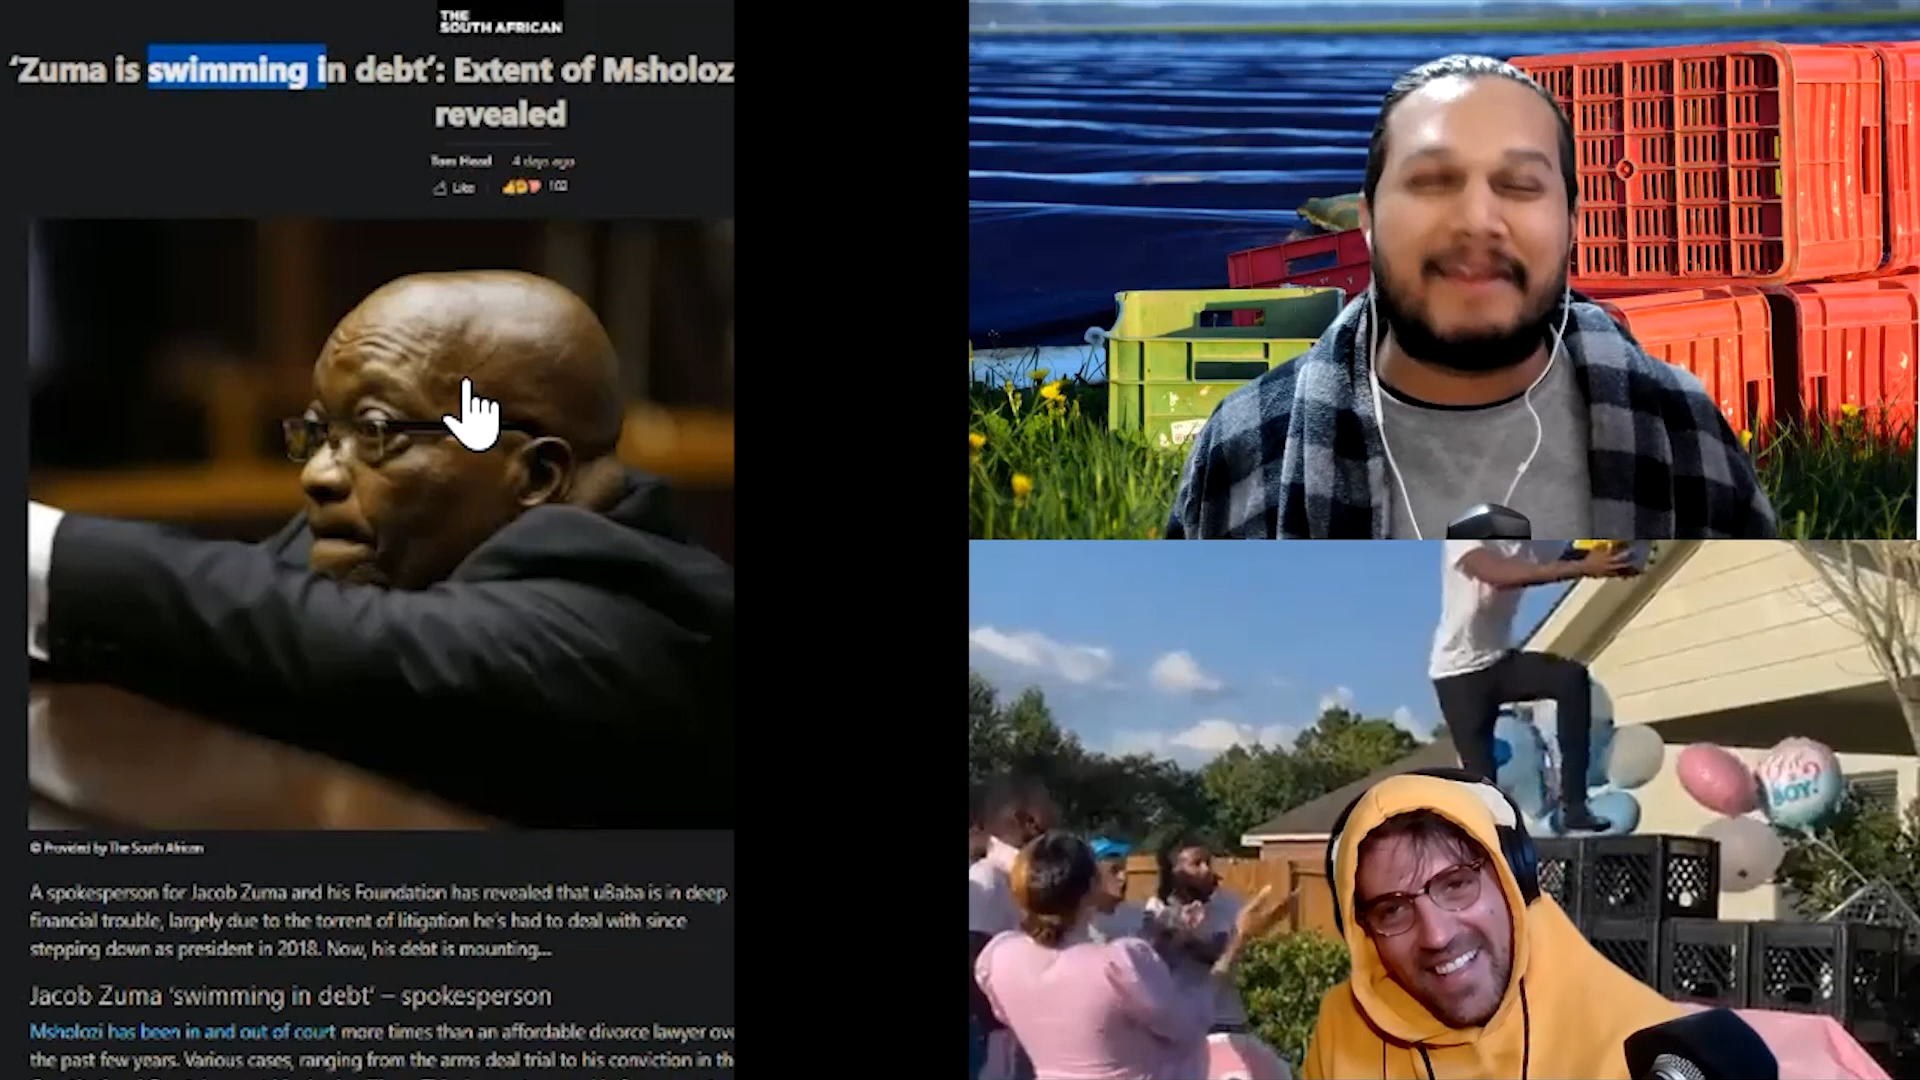 THE
SOUTH AFRICAN
‘Zuma is swimming in debt’: Extent of Msholoz
revealed
Tom Head 4 days ago
Like 102
© Provided by The South African
A spokesperson for Jacob Zuma and his Foundation has revealed that uBaba is in deep
financial trouble, largely due to the torrent of litigation he's had to deal with since
stepping down as president in 2018. Now, his debt is mounting...
Jacob Zuma ‘swimming in debt’ – spokesperson
Msholozi has been in and out of court more times than an affordable divorce lawyer ov
the past few years. Various cases, ranging from the arms deal trial to his conviction in th
BOY!